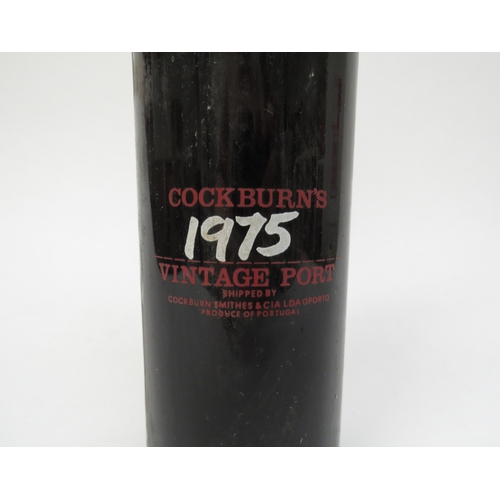 COCKBURN'S
1975
VINTAGE PORT
SHIPPED BY
COCKBURN SMITHES & CIA LDA OPORTO
PRODUCE OF PORTUGAL